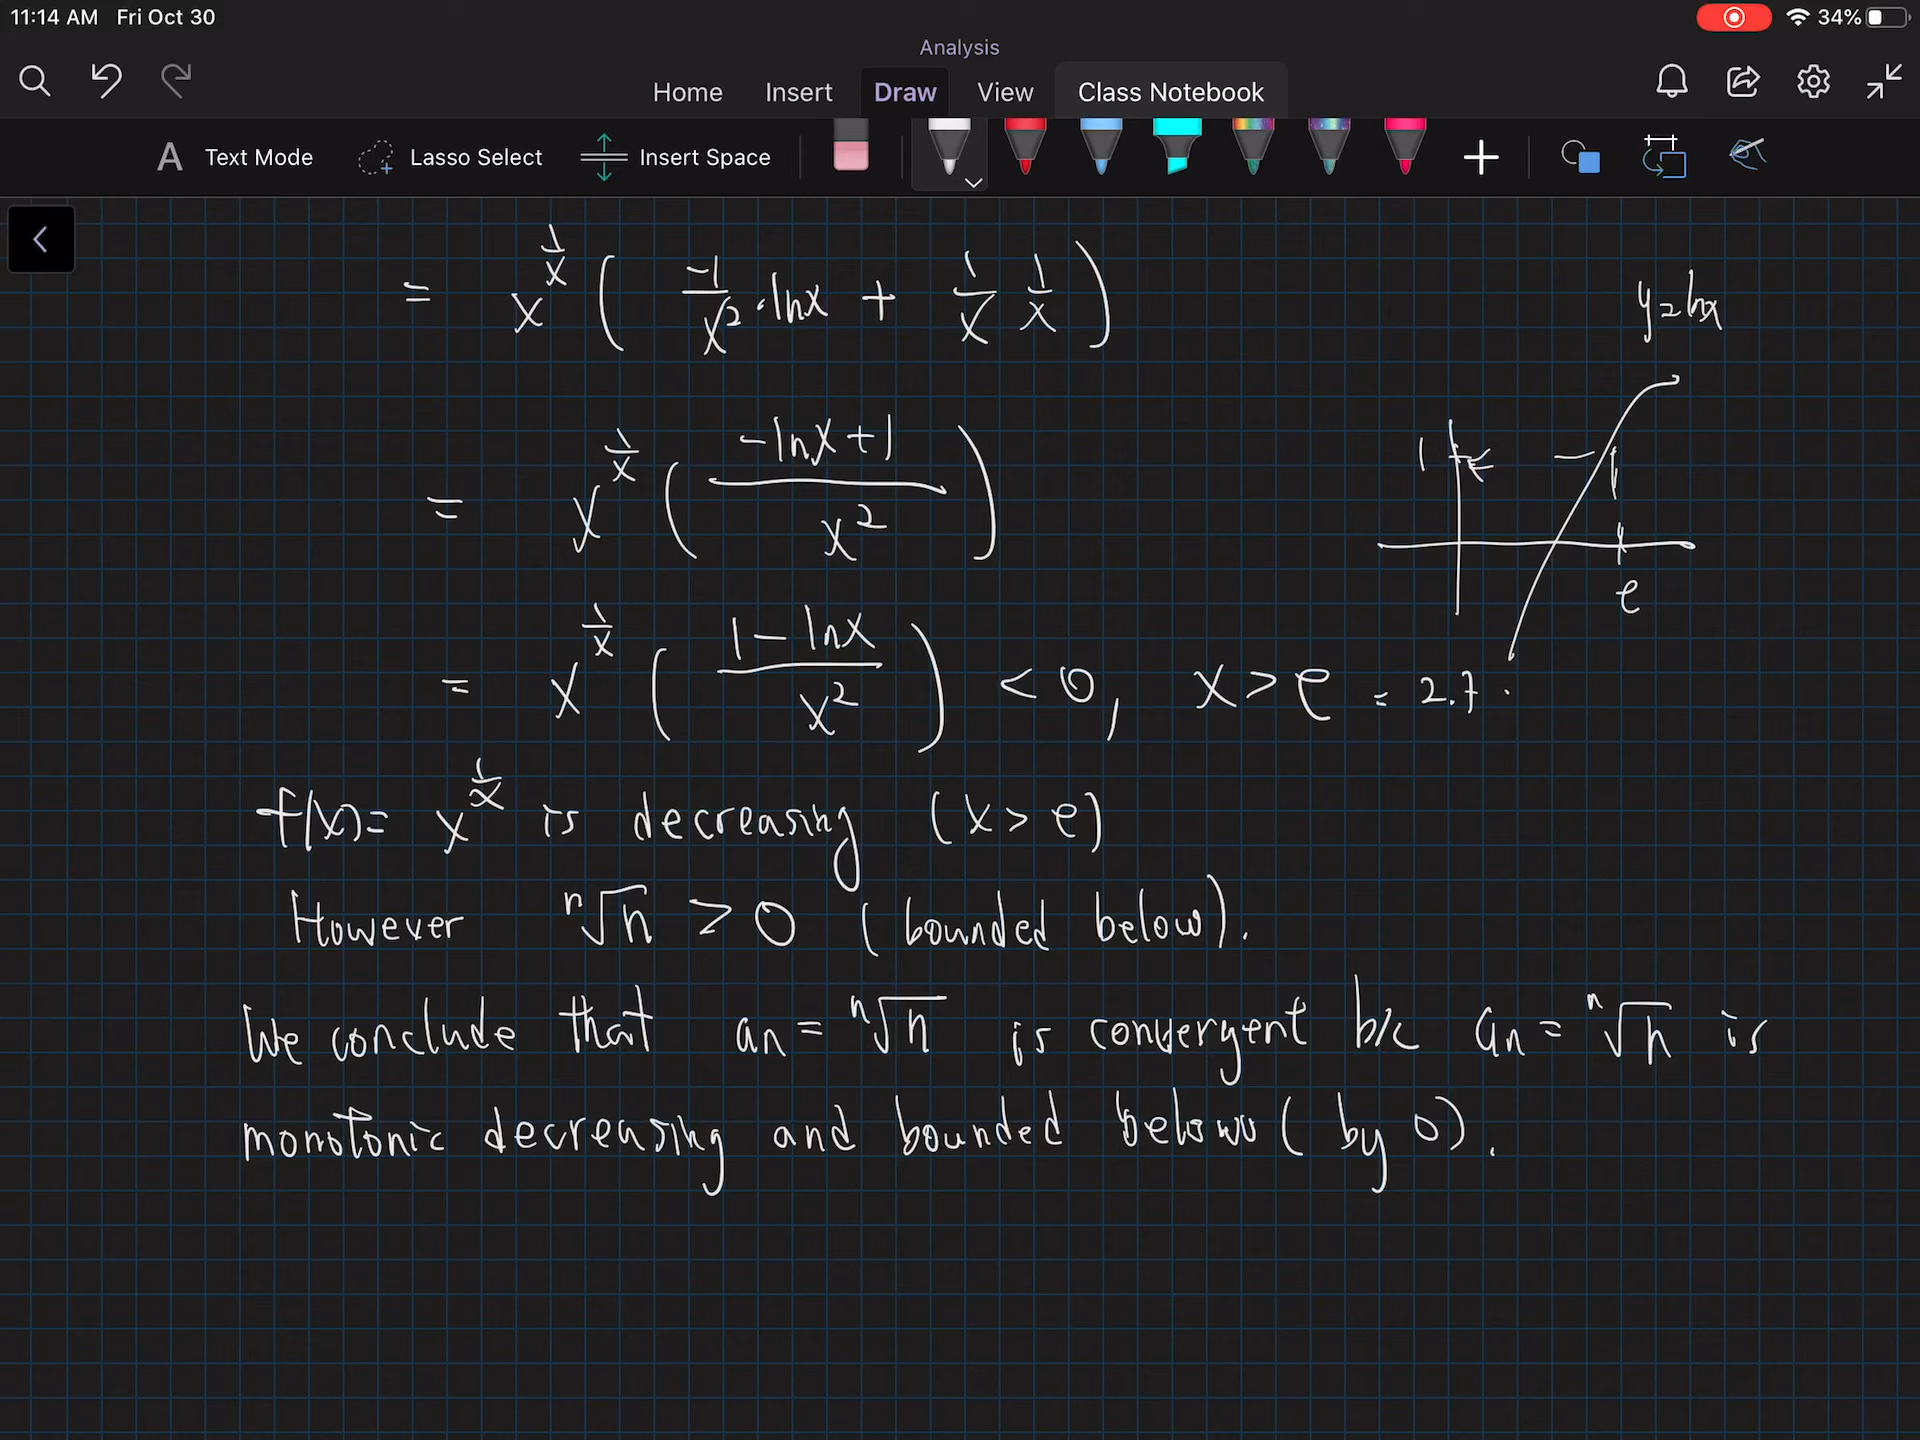 11:14 AM Fri Oct 30 34%
Analysis
Home Insert Draw View Class Notebook
Text Mode Lasso Select Insert Space
= x^{1/x} ( -1/x² · lnx + 1/x 1/x )
y=lnx
= x^{1/x} ( (-lnx+1)/x² )
1
e
= x^{1/x} ( (1-lnx)/x² ) < 0, x > e = 2.7.
f(x)= x^{1/x} is decreasing (x > e)
However ⁿ√n > 0 (bounded below).
We conclude that an = ⁿ√n is convergent b/c an = ⁿ√n is
monotonic decreasing and bounded below (by 0).